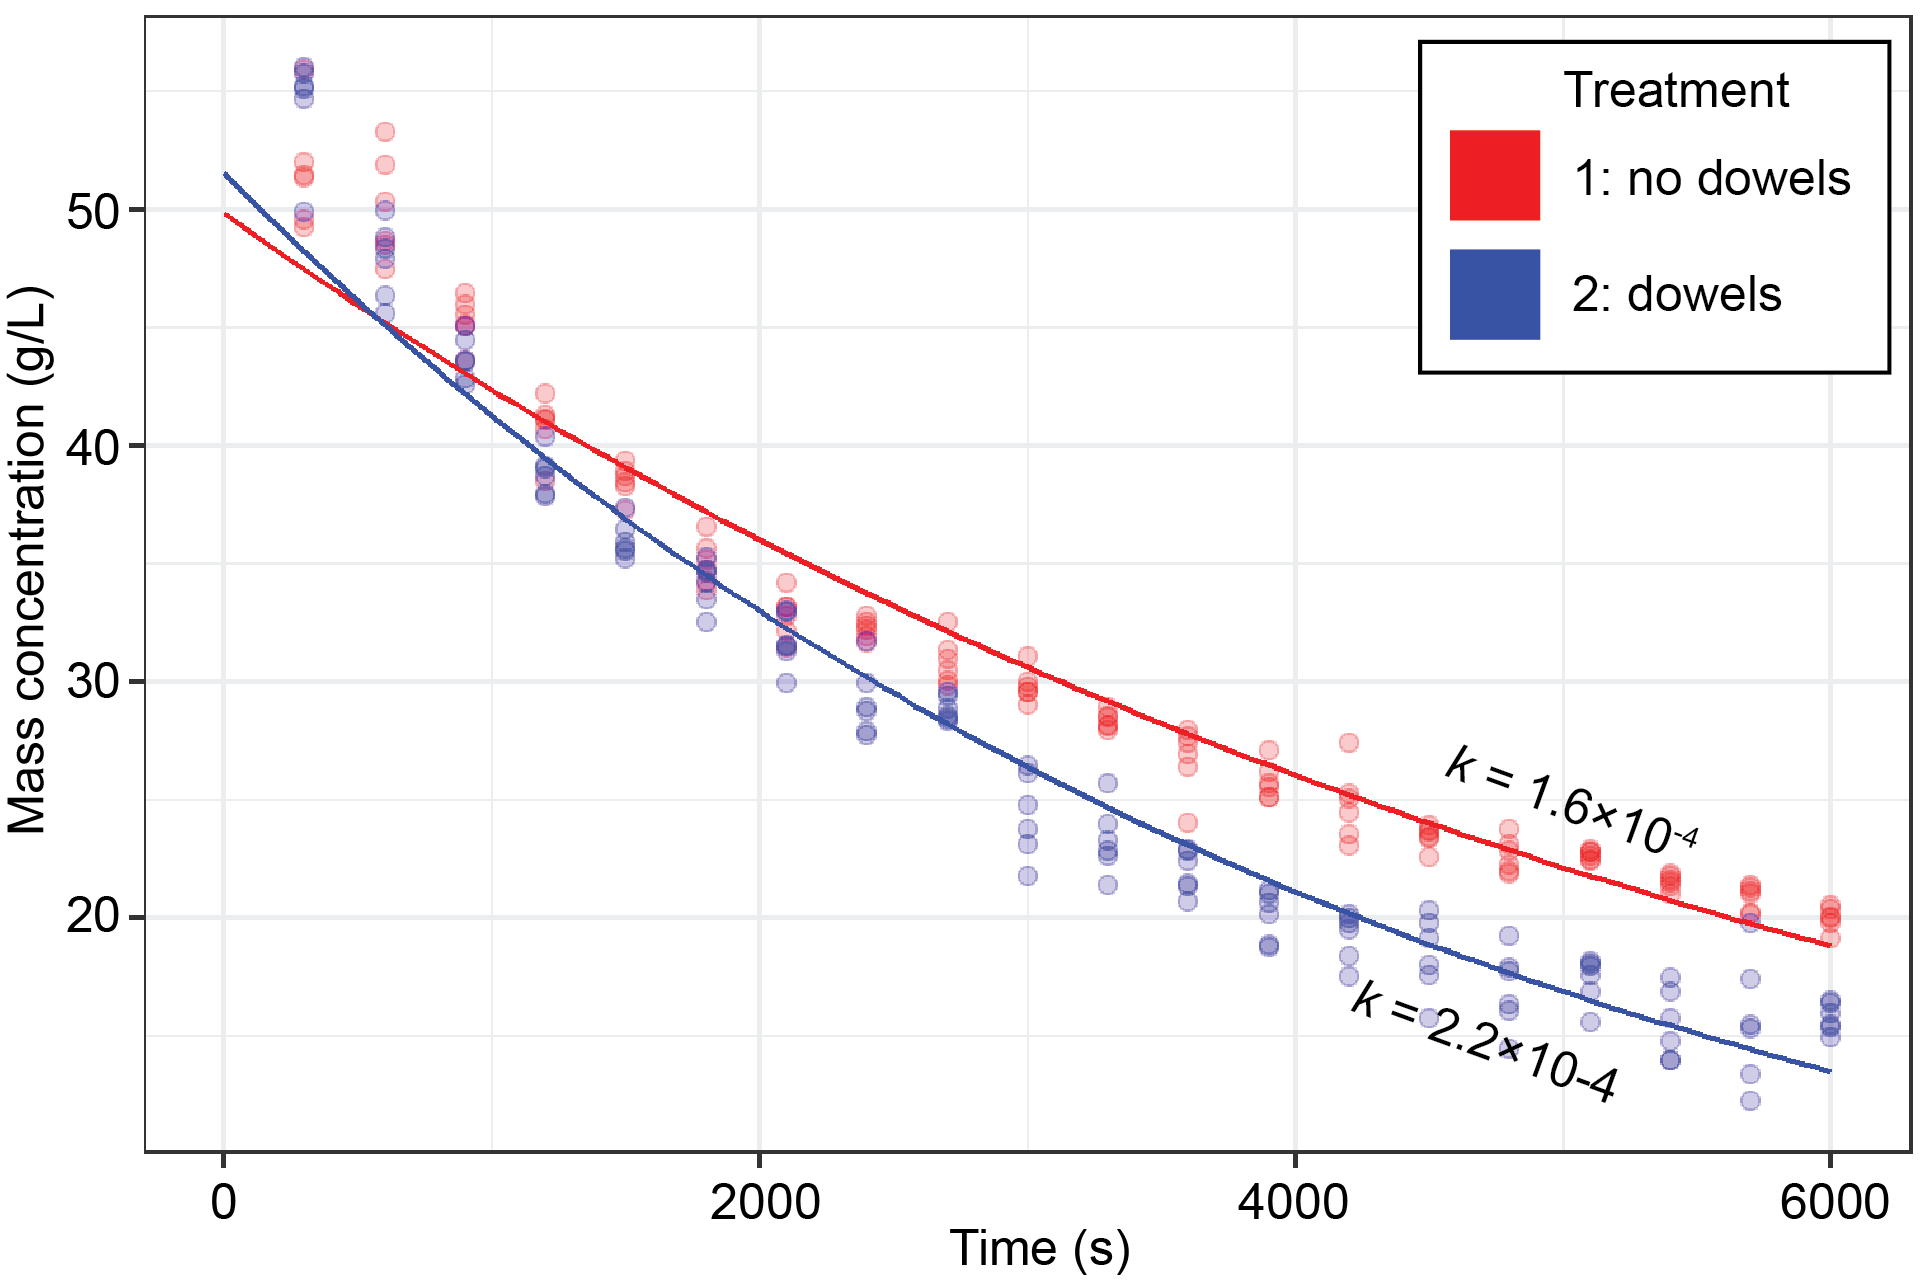 Treatment
1: no dowels
2: dowels
50
40
30
20
Mass concentration (g/L)
k = 1.6×10⁻⁴
k = 2.2×10-4
0
2000
4000
6000
Time (s)